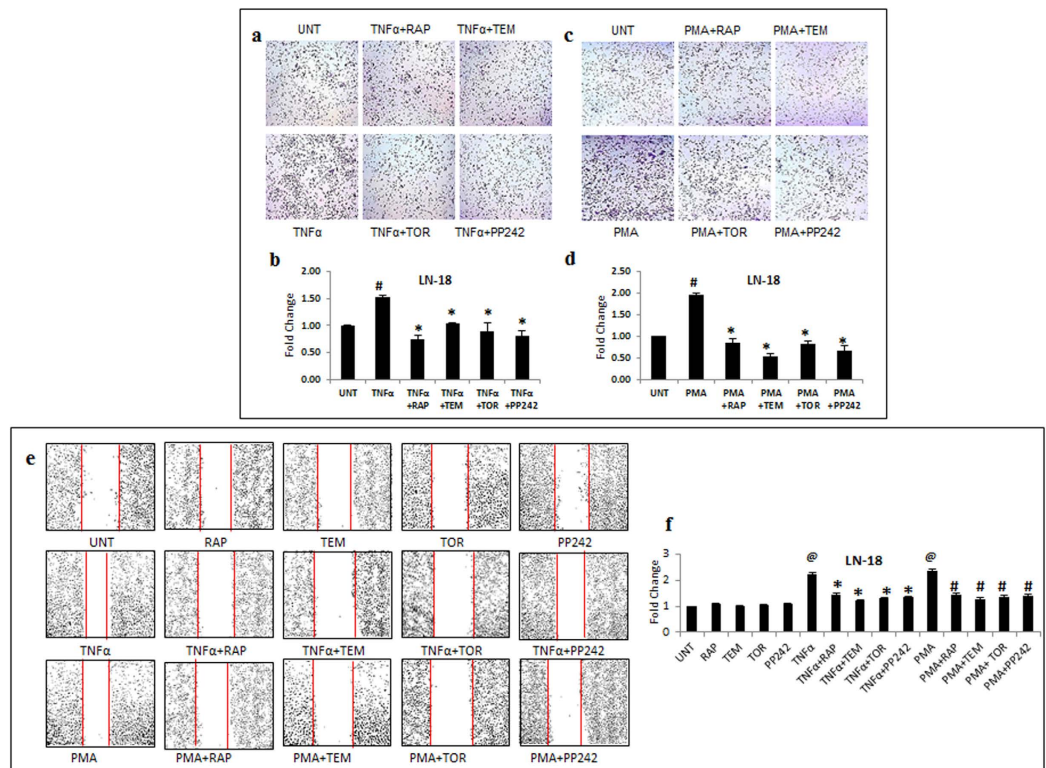 a
UNT TNFα+RAP TNFα+TEM
TNFα TNFα+TOR TNFα+PP242
c
UNT PMA+RAP PMA+TEM
PMA PMA+TOR PMA+PP242
b
LN-18
#
* * * *
Fold Change
2.00
1.50
1.00
0.50
0.00
UNT TNFα TNFα TNFα TNFα TNFα
+RAP +TEM +TOR +PP242
d
LN-18
#
* * * *
Fold Change
2.50
2.00
1.50
1.00
0.50
0.00
UNT PMA PMA PMA PMA PMA
+RAP +TEM +TOR +PP242
e
UNT RAP TEM TOR PP242
TNFα TNFα+RAP TNFα+TEM TNFα+TOR TNFα+PP242
PMA PMA+RAP PMA+TEM PMA+TOR PMA+PP242
f
LN-18
@ @
* * * * # # # #
Fold Change
3
2
1
0
UNT
RAP
TEM
TOR
PP242
TNFα
TNFα+RAP
TNFα+TEM
TNFα+TOR
TNFα+PP242
PMA
PMA+RAP
PMA+TEM
PMA+ TOR
PMA+PP242